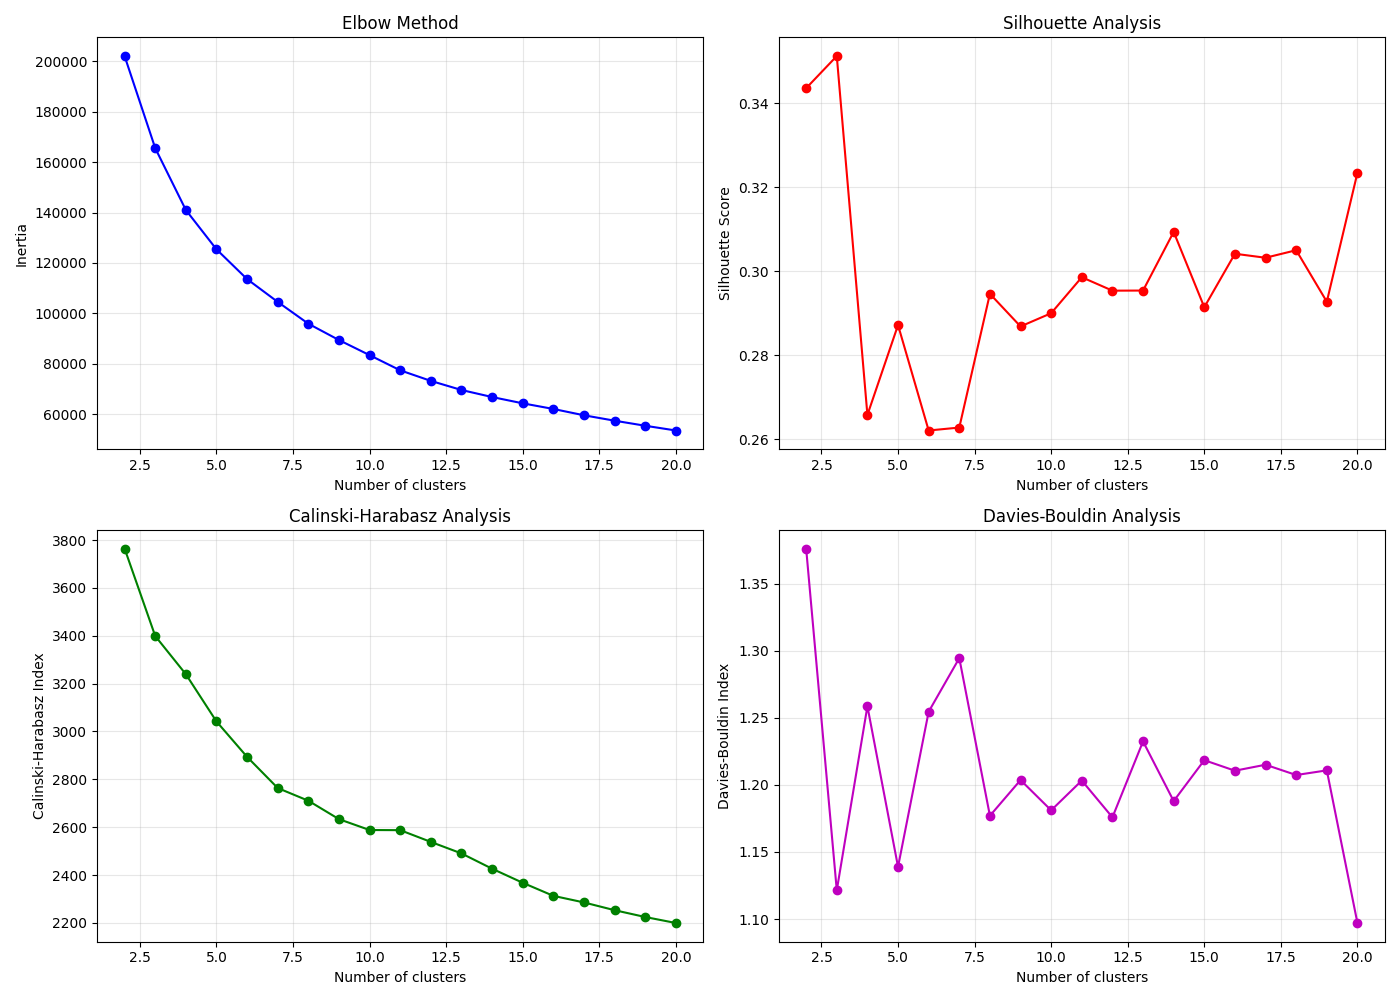 Elbow Method
200000
180000
160000
140000
120000
100000
80000
60000
Inertia
2.5 5.0 7.5 10.0 12.5 15.0 17.5 20.0
Number of clusters
Silhouette Analysis
0.34
0.32
0.30
0.28
0.26
Silhouette Score
2.5 5.0 7.5 10.0 12.5 15.0 17.5 20.0
Number of clusters
Calinski-Harabasz Analysis
3800
3600
3400
3200
3000
2800
2600
2400
2200
Calinski-Harabasz Index
2.5 5.0 7.5 10.0 12.5 15.0 17.5 20.0
Number of clusters
Davies-Bouldin Analysis
1.35
1.30
1.25
1.20
1.15
1.10
Davies-Bouldin Index
2.5 5.0 7.5 10.0 12.5 15.0 17.5 20.0
Number of clusters